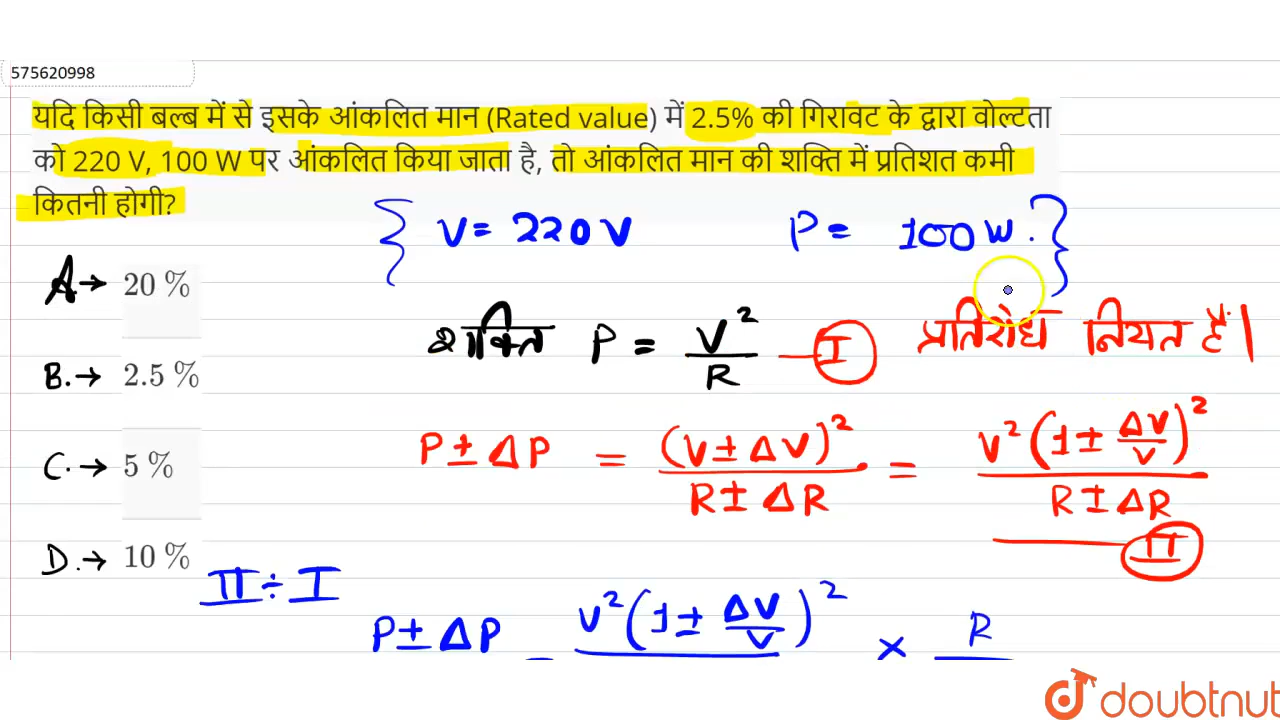 575620998
यदि किसी बल्ब में से इसके आंकलित मान (Rated value) में 2.5% की गिरावट के द्वारा वोल्टता
को 220 V, 100 W पर आंकलित किया जाता है, तो आंकलित मान की शक्ति में प्रतिशत कमी
कितनी होगी?
V = 220 V P = 100 W.
A → 20 %
शक्ति P = V²/R — I प्रतिरोध नियत है।
B. → 2.5 %
P ± ΔP = (V ± ΔV)²/(R ± ΔR) = V²(1 ± ΔV/V)²/(R ± ΔR)
C. → 5 %
II
D. → 10 %
II ÷ I
P ± ΔP = V²(1 ± ΔV/V)² × R
doubtnut